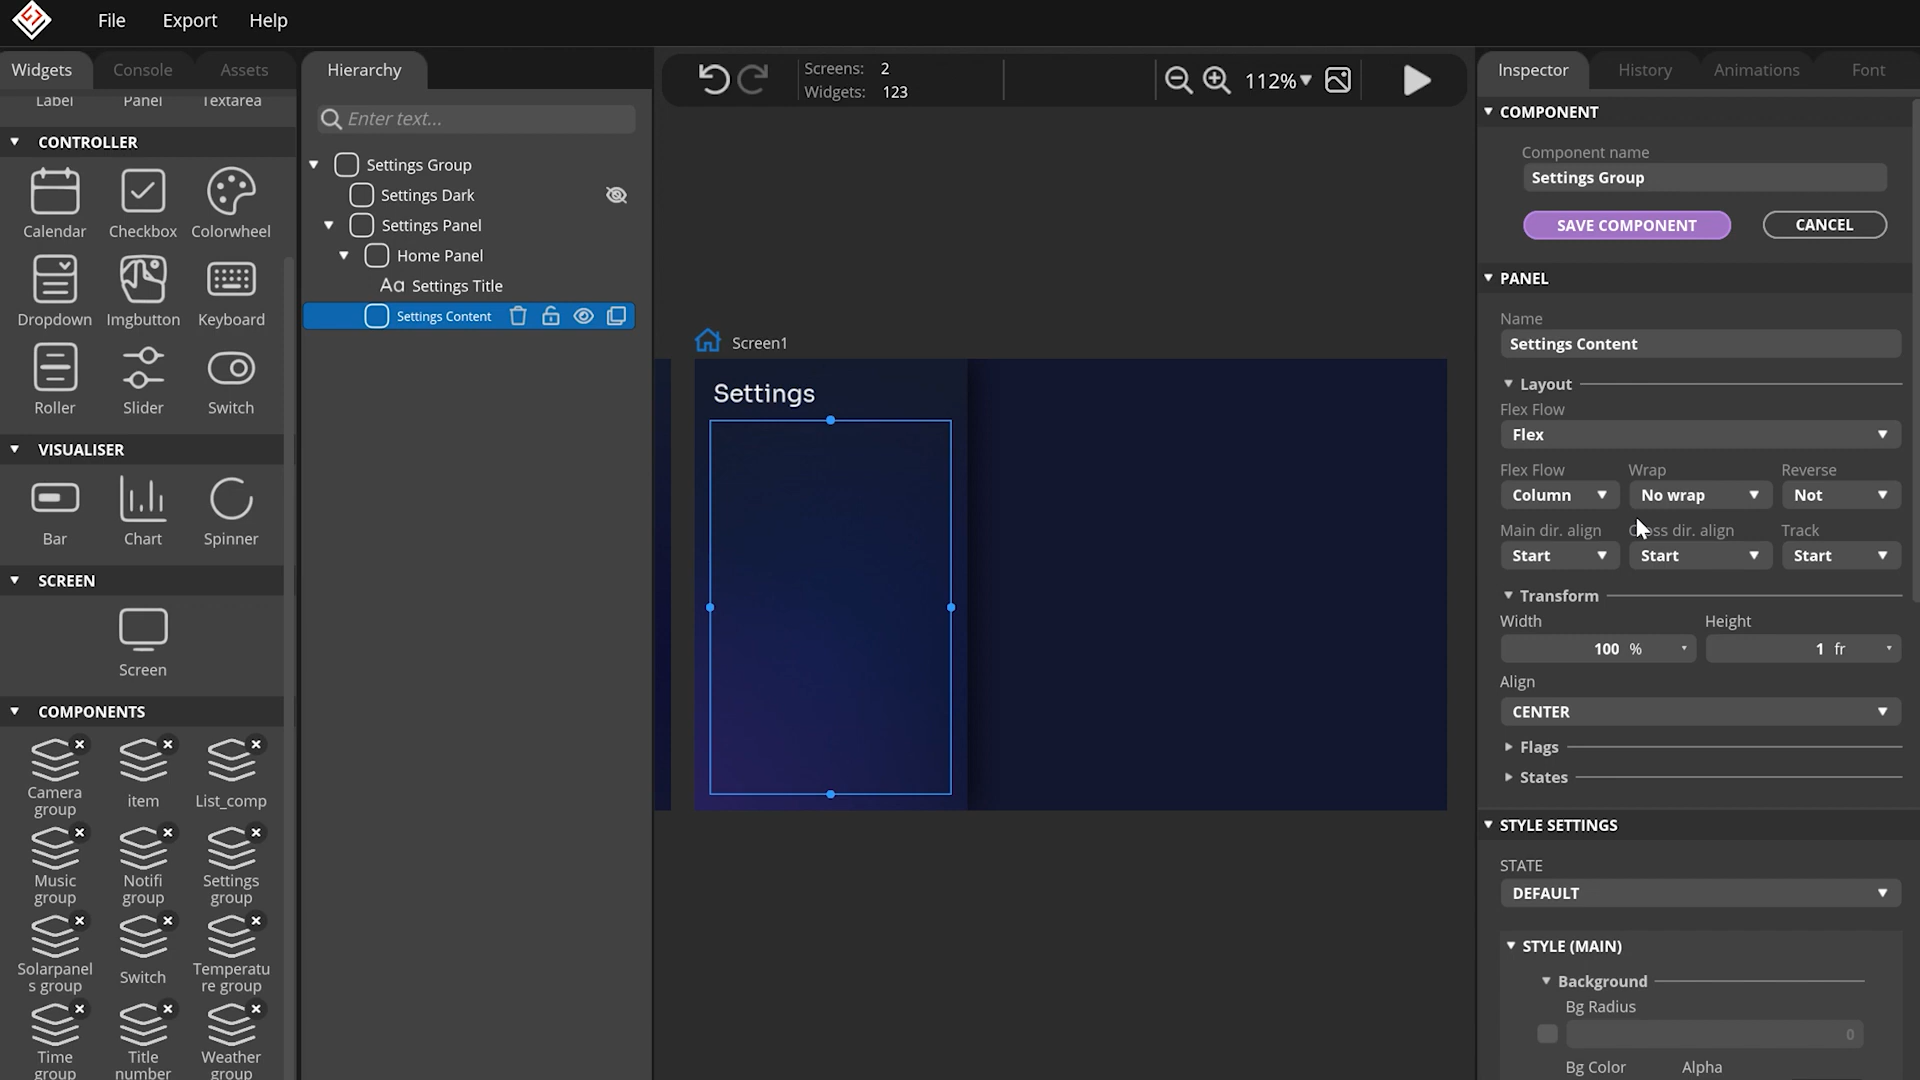 File Export Help
Widgets Console Assets
Label Panel Textarea
CONTROLLER
Calendar Checkbox Colorwheel
Dropdown Imgbutton Keyboard
Roller Slider Switch
VISUALISER
Bar Chart Spinner
SCREEN
Screen
COMPONENTS
Camera group
item
List_comp
Music group
Notifi group
Settings group
Solarpanel s group
Switch
Temperatu re group
Time group
Title number
Weather group
Hierarchy
Enter text...
Settings Group
Settings Dark
Settings Panel
Home Panel
Aa Settings Title
Settings Content
Screens: 2
Widgets: 123
112%
Screen1
Settings
Inspector History Animations Font
COMPONENT
Component name
Settings Group
SAVE COMPONENT CANCEL
PANEL
Name
Settings Content
Layout
Flex Flow
Flex
Flex Flow Wrap Reverse
Column No wrap Not
Main dir. align dir. align Track
Start Start Start
Transform
Width Height
100 % 1 fr
Align
CENTER
Flags
States
STYLE SETTINGS
STATE
DEFAULT
STYLE (MAIN)
Background
Bg Radius
0
Bg Color Alpha